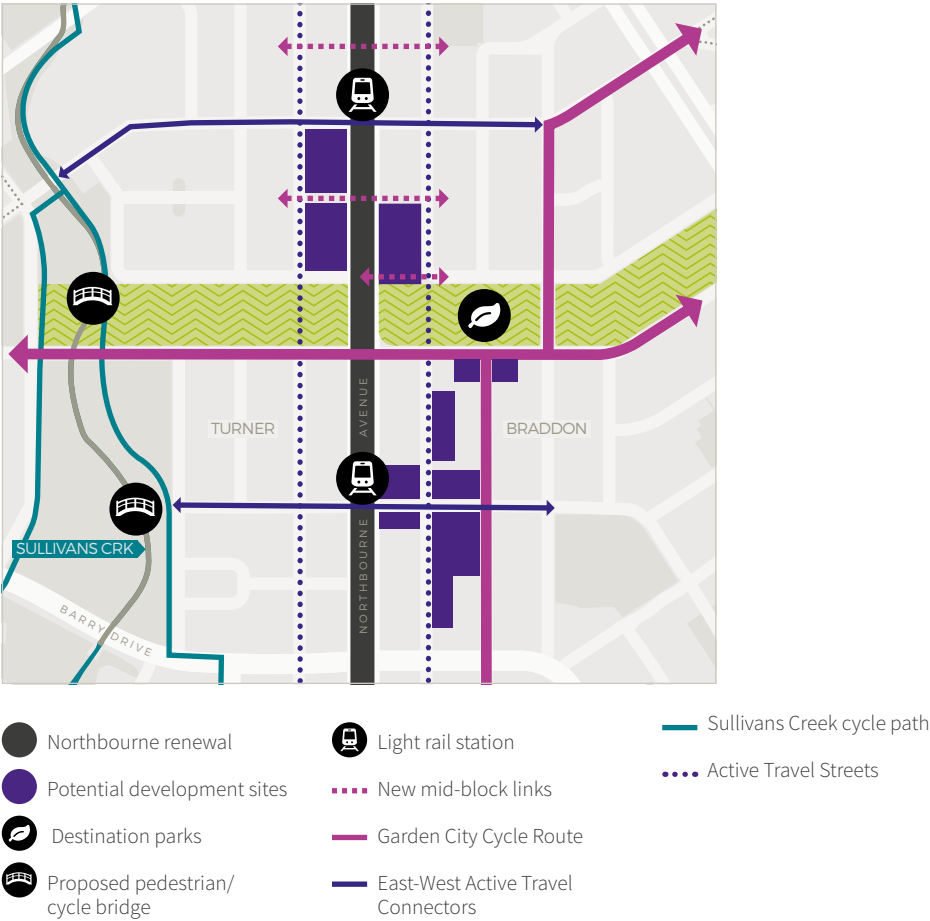 AVENUE
TURNER
BRADDON
NORTHBOURNE
SULLIVANS CRK
BARRY DRIVE
Northbourne renewal
Potential development sites
Destination parks
Proposed pedestrian/
cycle bridge
Light rail station
New mid-block links
Garden City Cycle Route
East-West Active Travel
Connectors
Sullivans Creek cycle path
Active Travel Streets